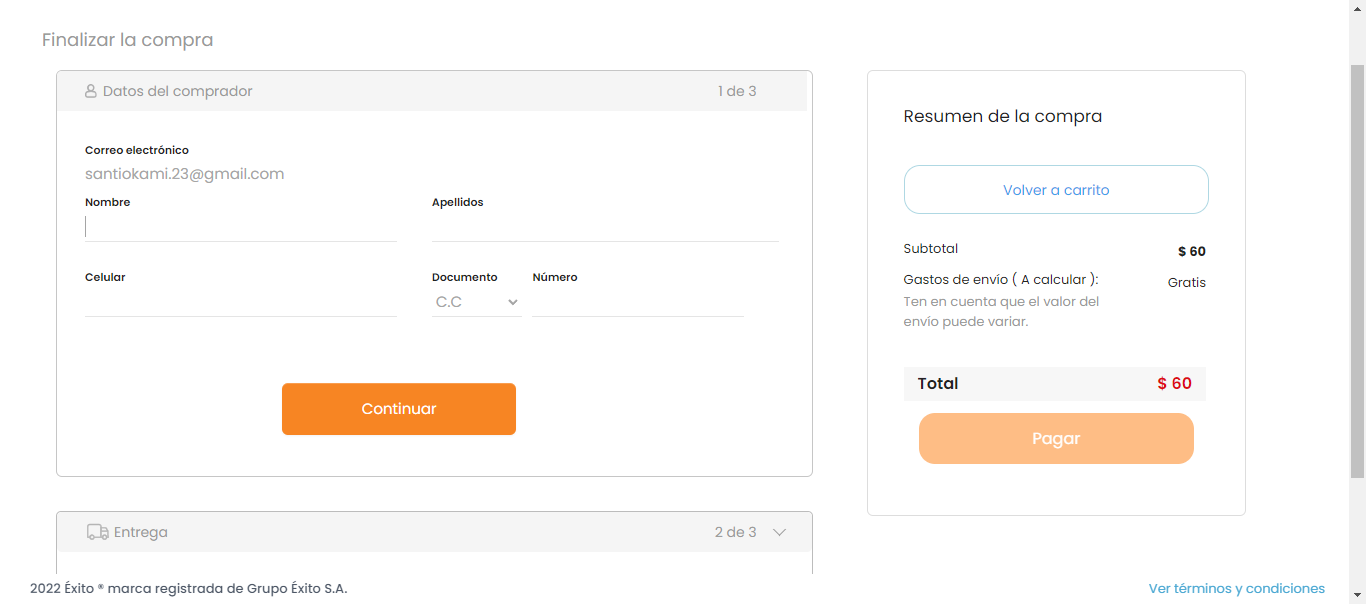 Finalizar la compra
Datos del comprador 1 de 3
Correo electrónico
santiokami.23@gmail.com
Nombre Apellidos
Celular Documento Número
C.C
Continuar
Entrega 2 de 3
Resumen de la compra
Volver a carrito
Subtotal $ 60
Gastos de envío ( A calcular ): Gratis
Ten en cuenta que el valor del
envío puede variar.
Total $ 60
Pagar
2022 Éxito ® marca registrada de Grupo Éxito S.A. Ver términos y condiciones